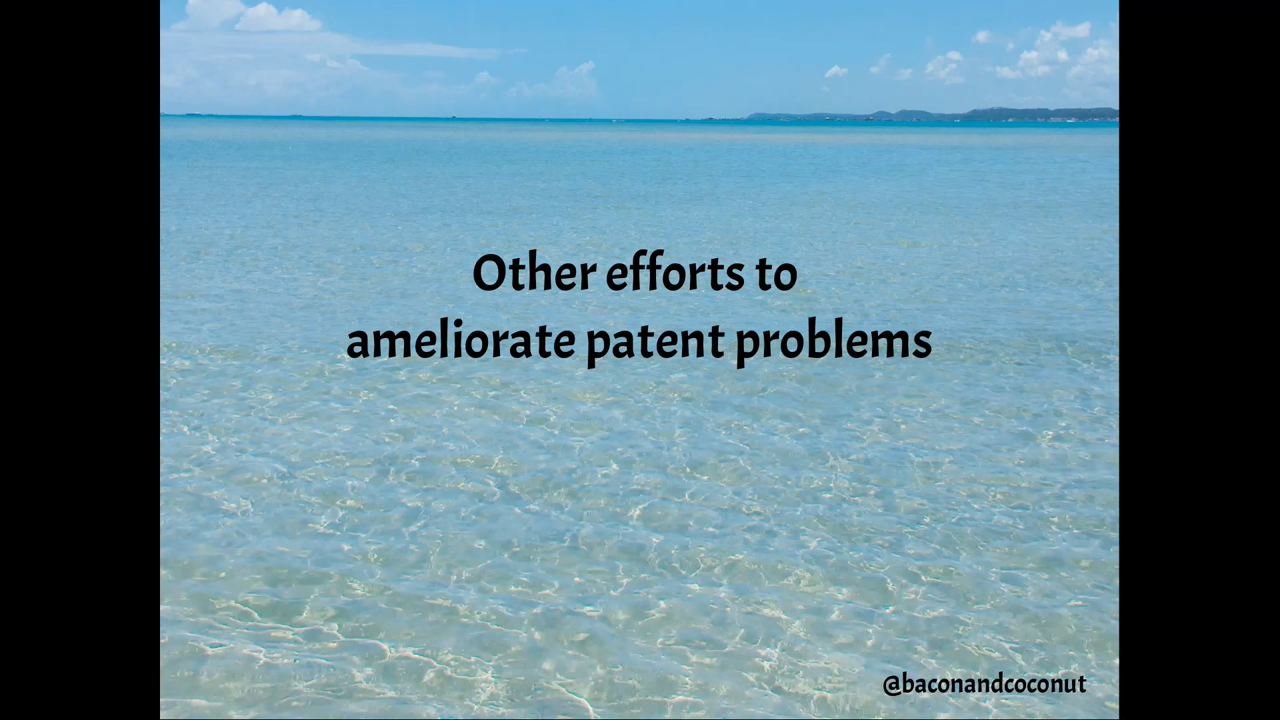 Other efforts to
ameliorate patent problems
@baconandcoconut